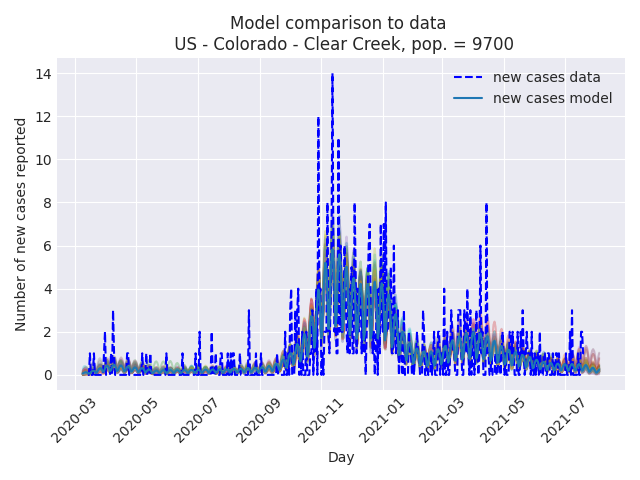 Model comparison to data
US - Colorado - Clear Creek, pop. = 9700
new cases data
new cases model
Number of new cases reported
14
12
10
8
6
4
2
0
2020-03
2020-05
2020-07
2020-09
2020-11
2021-01
2021-03
2021-05
2021-07
Day